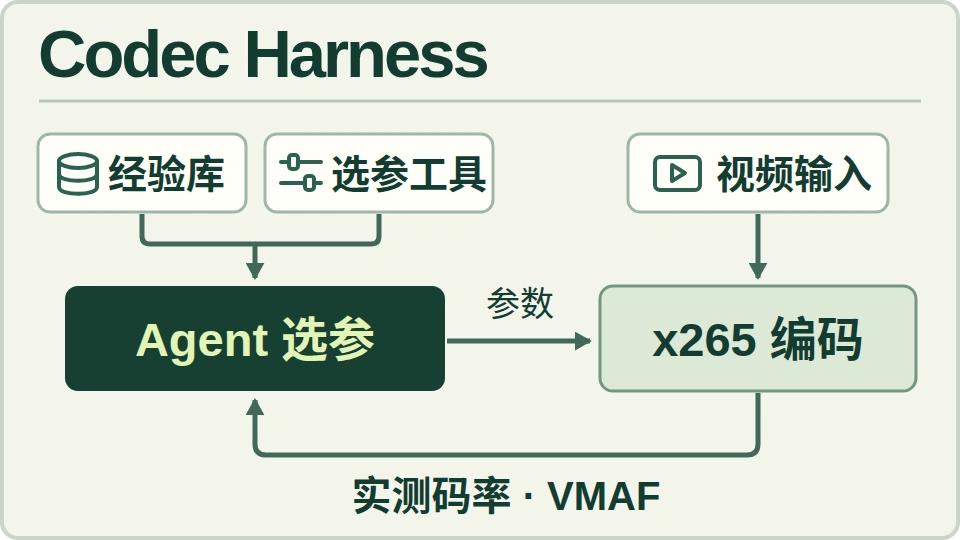 Codec Harness
经验库
选参工具
视频输入
Agent 选参
参数
x265 编码
实测码率 · VMAF